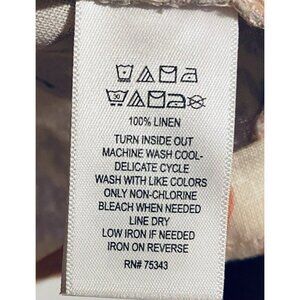 30
100% LINEN
TURN INSIDE OUT
MACHINE WASH COOL-
DELICATE CYCLE
WASH WITH LIKE COLORS
ONLY NON-CHLORINE
BLEACH WHEN NEEDED
LINE DRY
LOW IRON IF NEEDED
IRON ON REVERSE
RN# 75343